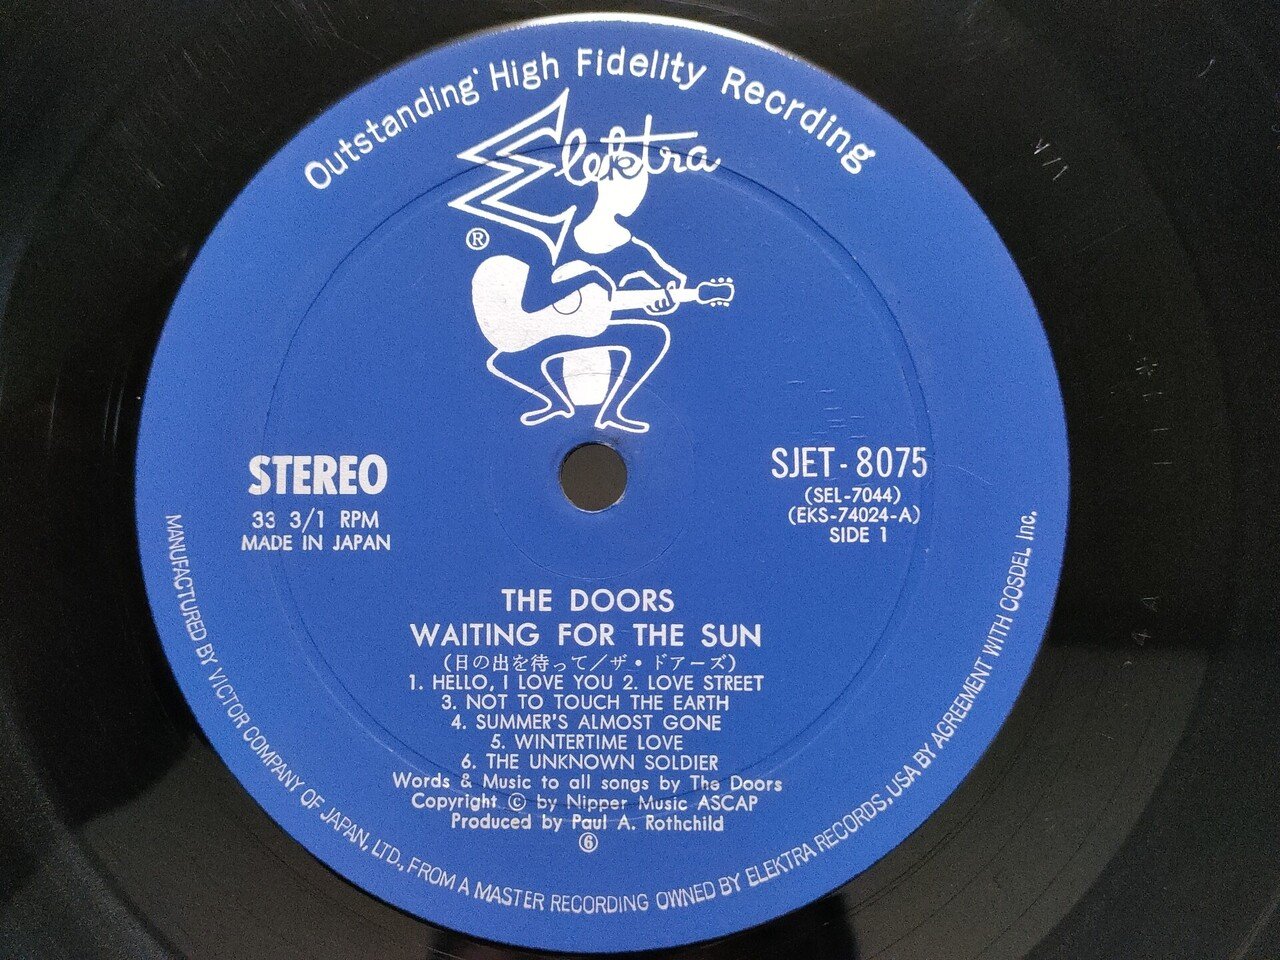 Outstanding High Fidelity Recrding
Elektra
®
STEREO
33 3/1 RPM
MADE IN JAPAN
SJET-8075
(SEL-7044)
(EKS-74024-A)
SIDE 1
THE DOORS
WAITING FOR THE SUN
(日の出を待って/ザ・ドアーズ)
1. HELLO, I LOVE YOU 2. LOVE STREET
3. NOT TO TOUCH THE EARTH
4. SUMMER'S ALMOST GONE
5. WINTERTIME LOVE
6. THE UNKNOWN SOLDIER
Words & Music to all songs by The Doors
Copyright © by Nipper Music ASCAP
Produced by Paul A. Rothchild
⑥
MANUFACTURED BY VICTOR COMPANY OF JAPAN, LTD., FROM A MASTER RECORDING OWNED BY ELEKTRA RECORDS, USA BY AGREEMENT WITH COSDEL Inc.